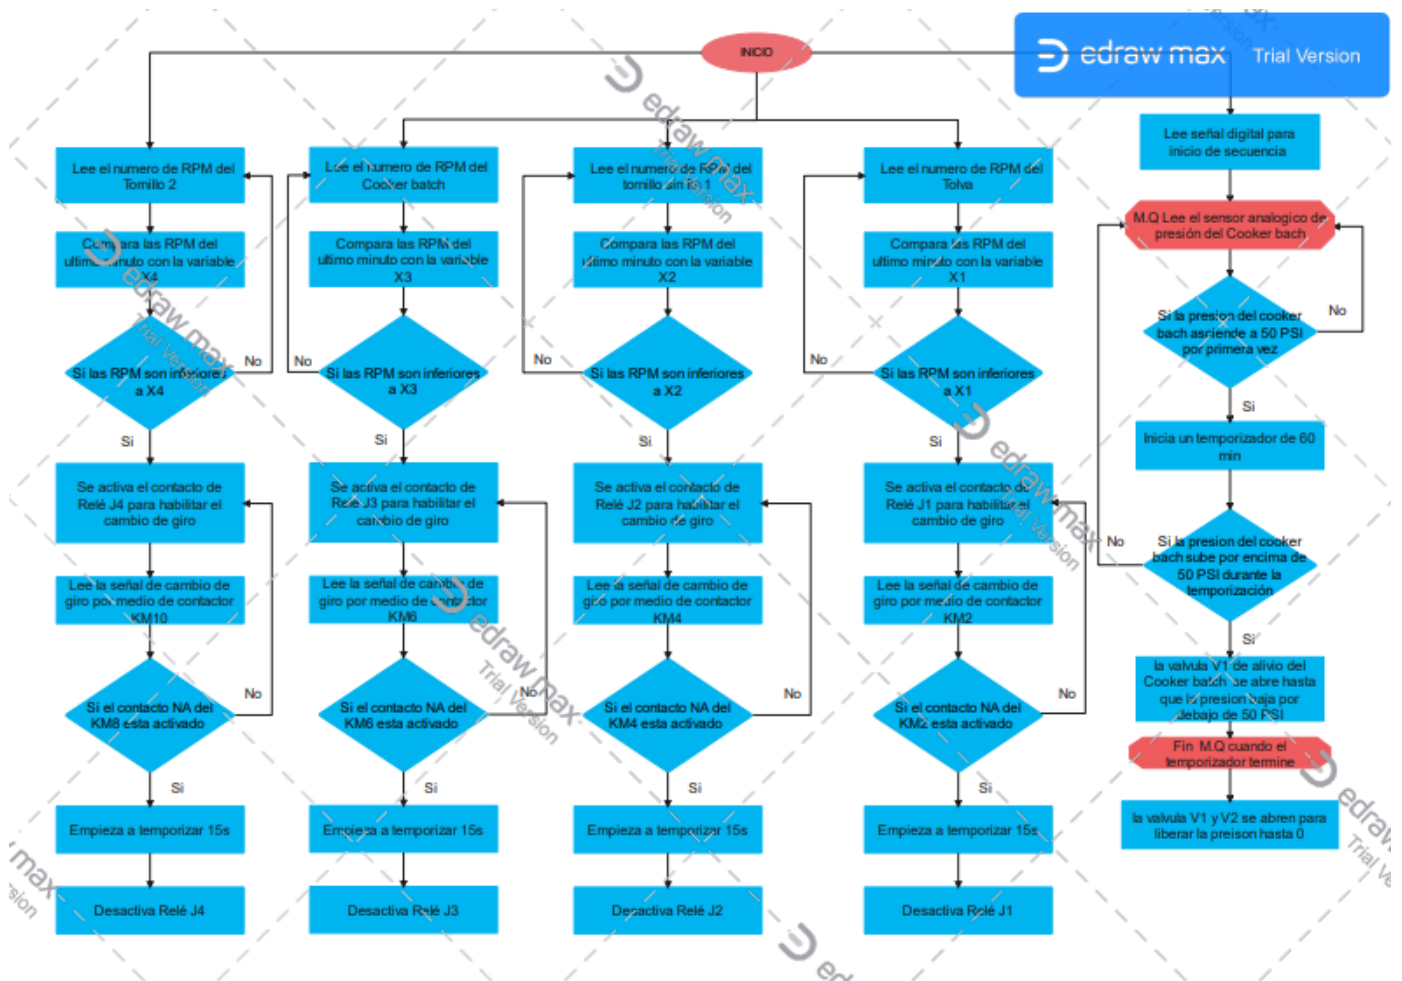 INICIO
edraw max Trial Version
Lee el numero de RPM del
Tornillo 2
Compara las RPM del
ultimo minuto con la variable
X4
Si las RPM son inferiores
a X4
No
Si
Se activa el contacto de
Relé J4 para habilitar el
cambio de giro
Lee la señal de cambio de
giro por medio de contactor
KM10
Si el contacto NA del
KM8 esta activado
No
Si
Empieza a temporizar 15s
Desactiva Relé J4
Lee el numero de RPM del
Cooker batch
Compara las RPM del
ultimo minuto con la variable
X3
Si las RPM son inferiores
a X3
No
Si
Se activa el contacto de
Relé J3 para habilitar el
cambio de giro
Lee la señal de cambio de
giro por medio de contactor
KM6
Si el contacto NA del
KM6 esta activado
No
Si
Empieza a temporizar 15s
Desactiva Relé J3
Lee el numero de RPM del
tornillo sin fin 1
Compara las RPM del
ultimo minuto con la variable
X2
Si las RPM son inferiores
a X2
No
Si
Se activa el contacto de
Relé J2 para habilitar el
cambio de giro
Lee la señal de cambio de
giro por medio de contactor
KM4
Si el contacto NA del
KM4 esta activado
No
Si
Empieza a temporizar 15s
Desactiva Relé J2
Lee el numero de RPM del
Tolva
Compara las RPM del
ultimo minuto con la variable
X1
Si las RPM son inferiores
a X1
No
Si
Se activa el contacto de
Relé J1 para habilitar el
cambio de giro
Lee la señal de cambio de
giro por medio de contactor
KM2
Si el contacto NA del
KM2 esta activado
No
Si
Empieza a temporizar 15s
Desactiva Relé J1
Lee señal digital para
inicio de secuencia
M.Q Lee el sensor analogico de
presión del Cooker bach
Si la presion del cooker
bach asciende a 50 PSI
por primera vez
No
Si
Inicia un temporizador de 60
min
Si la presion del cooker
bach sube por encima de
50 PSI durante la
temporización
No
Si
la valvula V1 de alivio del
Cooker batch se abre hasta
que la presion baja por
debajo de 50 PSI
Fin M.Q cuando el
temporizador termine
la valvula V1 y V2 se abren para
liberar la preison hasta 0
edraw max
Trial Version
edraw max
Trial Version
edraw max
Trial Version
edraw max
Trial Version